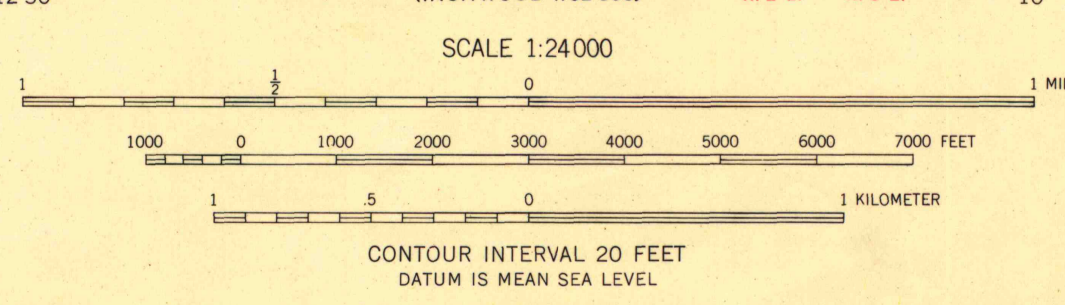 SCALE 1:24000
1 1/2 0 1
1000 0 1000 2000 3000 4000 5000 6000 7000 FEET
1 .5 0 1 KILOMETER
CONTOUR INTERVAL 20 FEET
DATUM IS MEAN SEA LEVEL